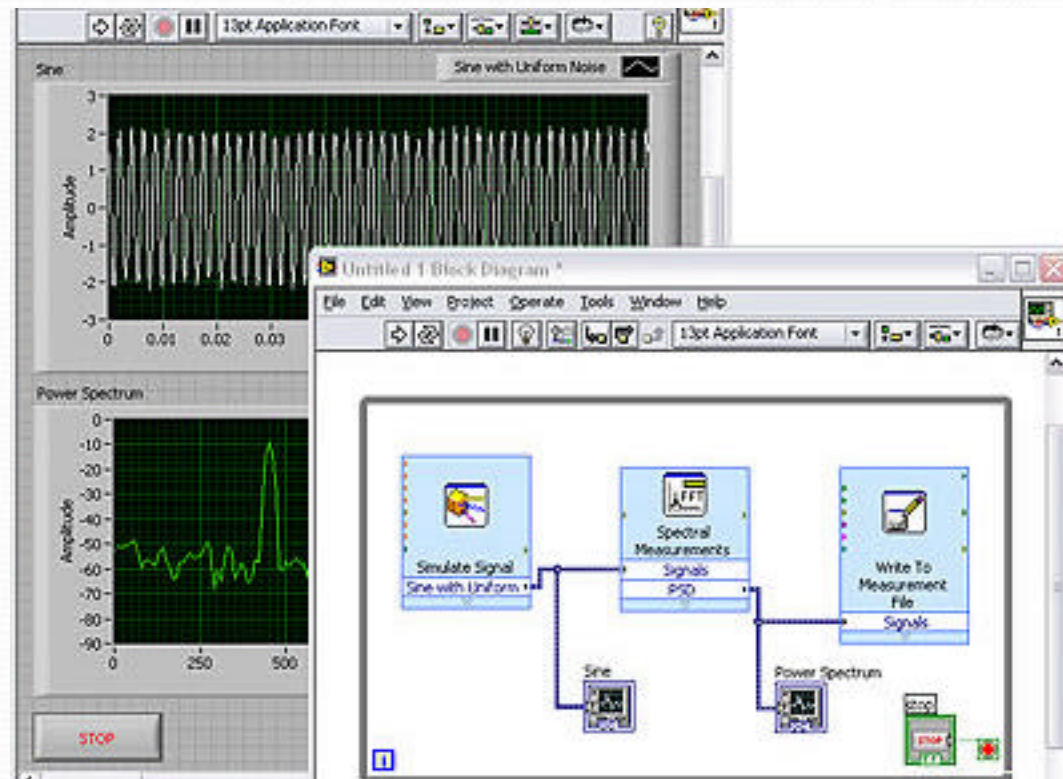 13pt Application Font
Sine
Sine with Uniform Noise
Amplitude
3
2
1
0
-1
-2
-3
0 0.01 0.02 0.03
Power Spectrum
Amplitude
0
-10
-20
-30
-40
-50
-60
-70
-80
-90
0 250 500
STOP
Untitled 1 Block Diagram *
File Edit View Project Operate Tools Window Help
13pt Application Font
1
Simulate Signal
Sine with Uniform
FFT
Spectral
Measurements
Signals
PSD
Write To
Measurement
File
Signals
Sine
Power Spectrum
stop
STOP
TF
i